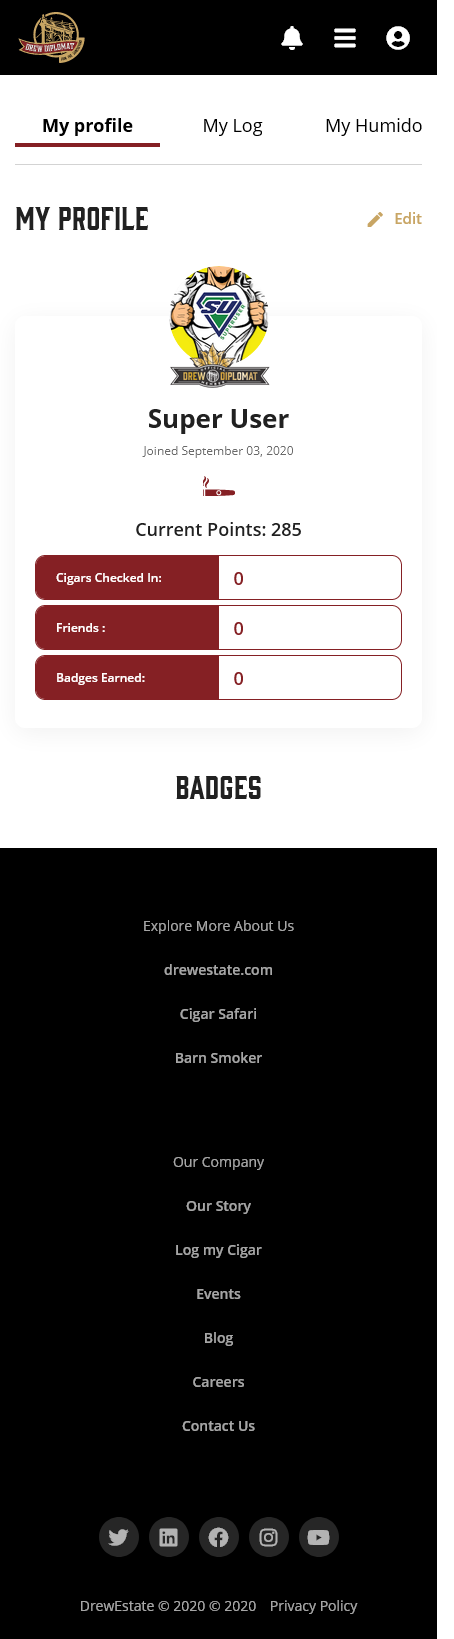 DREW DIPLOMAT
My profile
My Log
My Humido
MY PROFILE
Edit
SU
SUPERUSER
DREW DIPLOMAT
Super User
Joined September 03, 2020
Current Points: 285
Cigars Checked In: 0
Friends : 0
Badges Earned: 0
BADGES
Explore More About Us
drewestate.com
Cigar Safari
Barn Smoker
Our Company
Our Story
Log my Cigar
Events
Blog
Careers
Contact Us
DrewEstate © 2020 © 2020 Privacy Policy